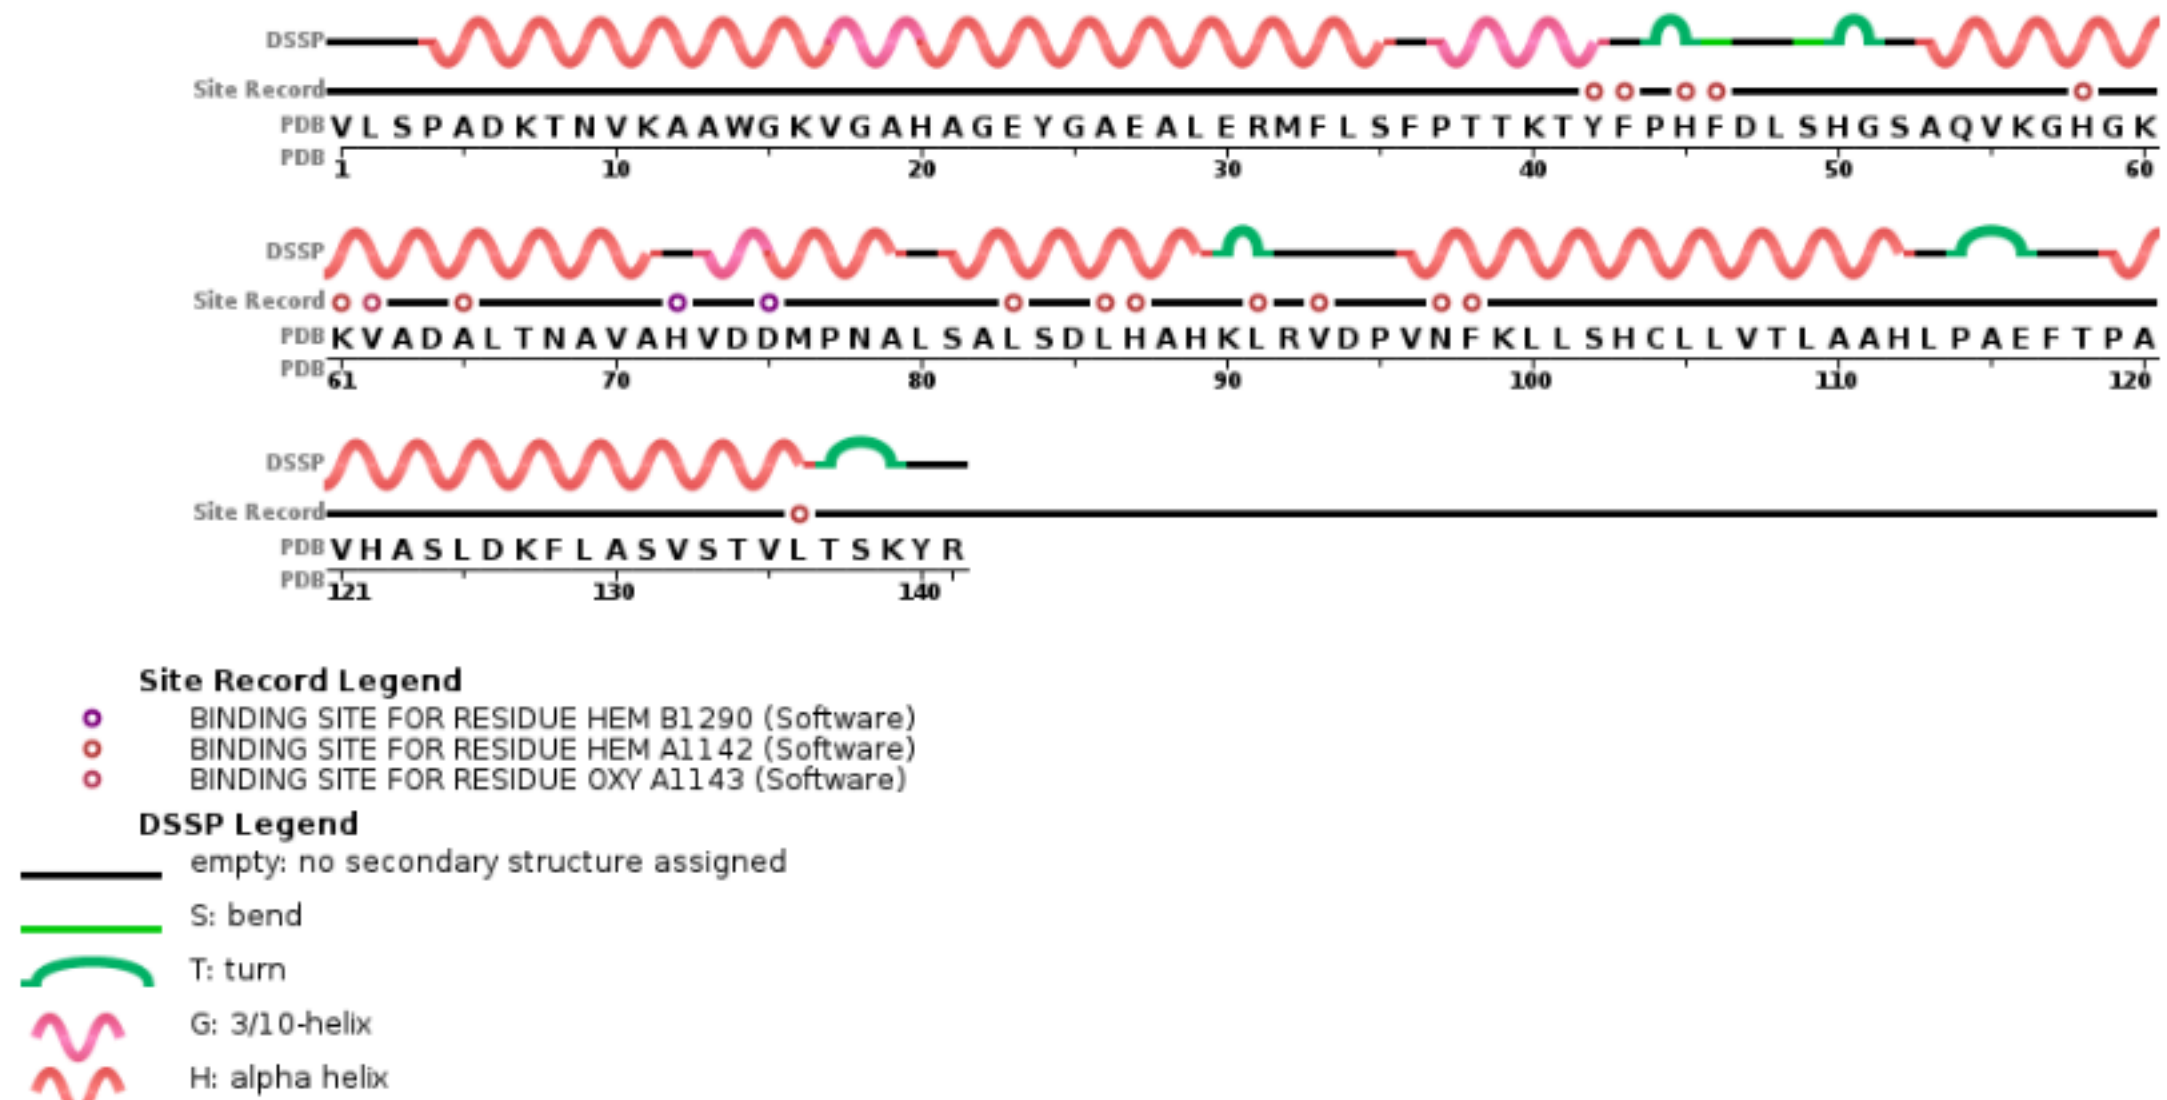 DSSP
Site Record
PDB VLSPADKTNVKAAWGKVGAHAGEYGAEALERMFLSFPTTKTYFPHFDLSHGSAQVKGHGK
PDB 1 10 20 30 40 50 60
DSSP
Site Record
PDB KVADALTNAVAHVDDMPNALSALSDLHAHKLRVDPVNFKLLSHCLLVTLAAHLPAEFTPA
PDB 61 70 80 90 100 110 120
DSSP
Site Record
PDB VHASLDKFLASVSTVLTSKYR
PDB 121 130 140
Site Record Legend
BINDING SITE FOR RESIDUE HEM B1290 (Software)
BINDING SITE FOR RESIDUE HEM A1142 (Software)
BINDING SITE FOR RESIDUE OXY A1143 (Software)
DSSP Legend
empty: no secondary structure assigned
S: bend
T: turn
G: 3/10-helix
H: alpha helix